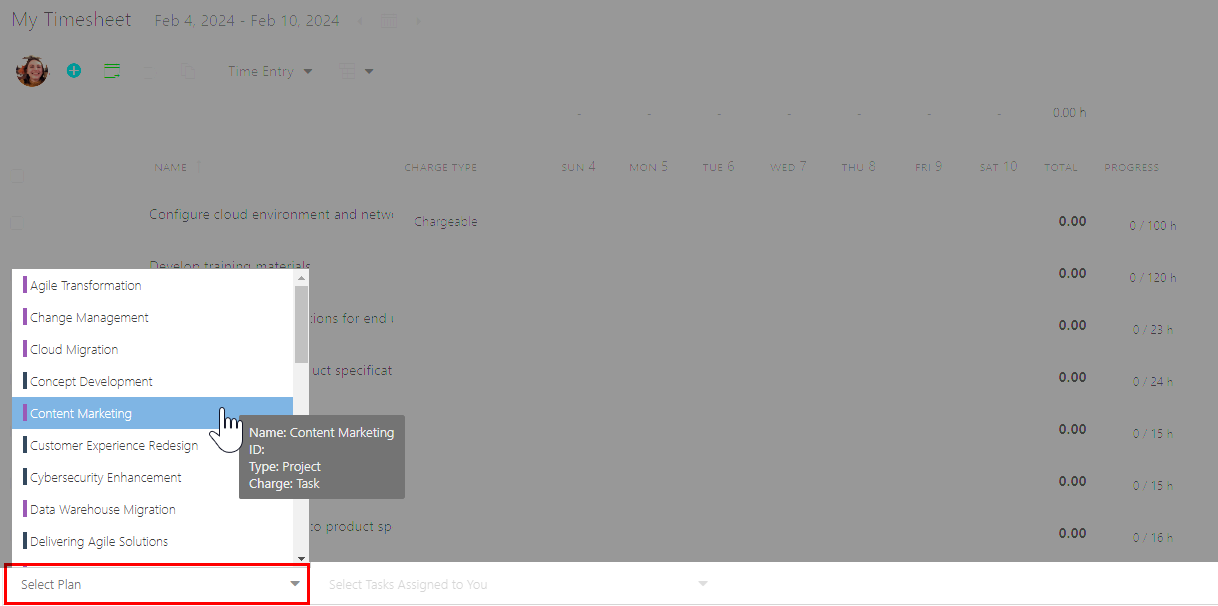 My Timesheet Feb 4, 2024 - Feb 10, 2024
Time Entry
- - - - - - - 0.00 h
NAME CHARGE TYPE SUN 4 MON 5 TUE 6 WED 7 THU 8 FRI 9 SAT 10 TOTAL PROGRESS
Configure cloud environment and netw Chargeable 0.00 0 / 100 h
Develop training materials 0.00 0 / 120 h
tions for end u 0.00 0 / 23 h
uct specificat 0.00 0 / 24 h
0.00 0 / 15 h
0.00 0 / 15 h
to product sp 0.00 0 / 16 h
Agile Transformation
Change Management
Cloud Migration
Concept Development
Content Marketing
Customer Experience Redesign
Cybersecurity Enhancement
Data Warehouse Migration
Delivering Agile Solutions
Name: Content Marketing
ID:
Type: Project
Charge: Task
Select Plan Select Tasks Assigned to You